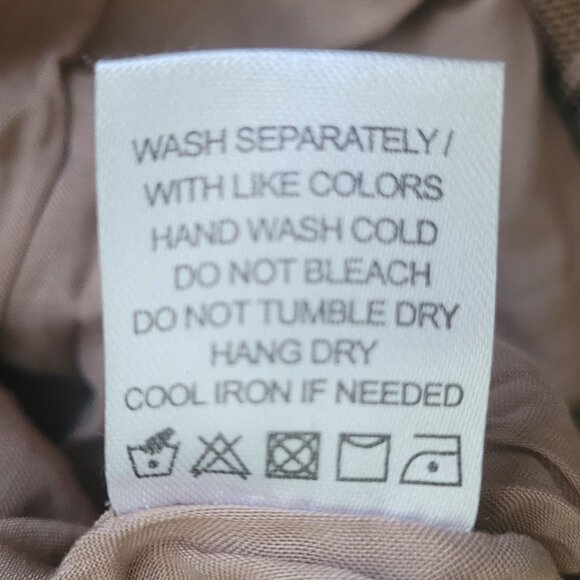 WASH SEPARATELY /
WITH LIKE COLORS
HAND WASH COLD
DO NOT BLEACH
DO NOT TUMBLE DRY
HANG DRY
COOL IRON IF NEEDED